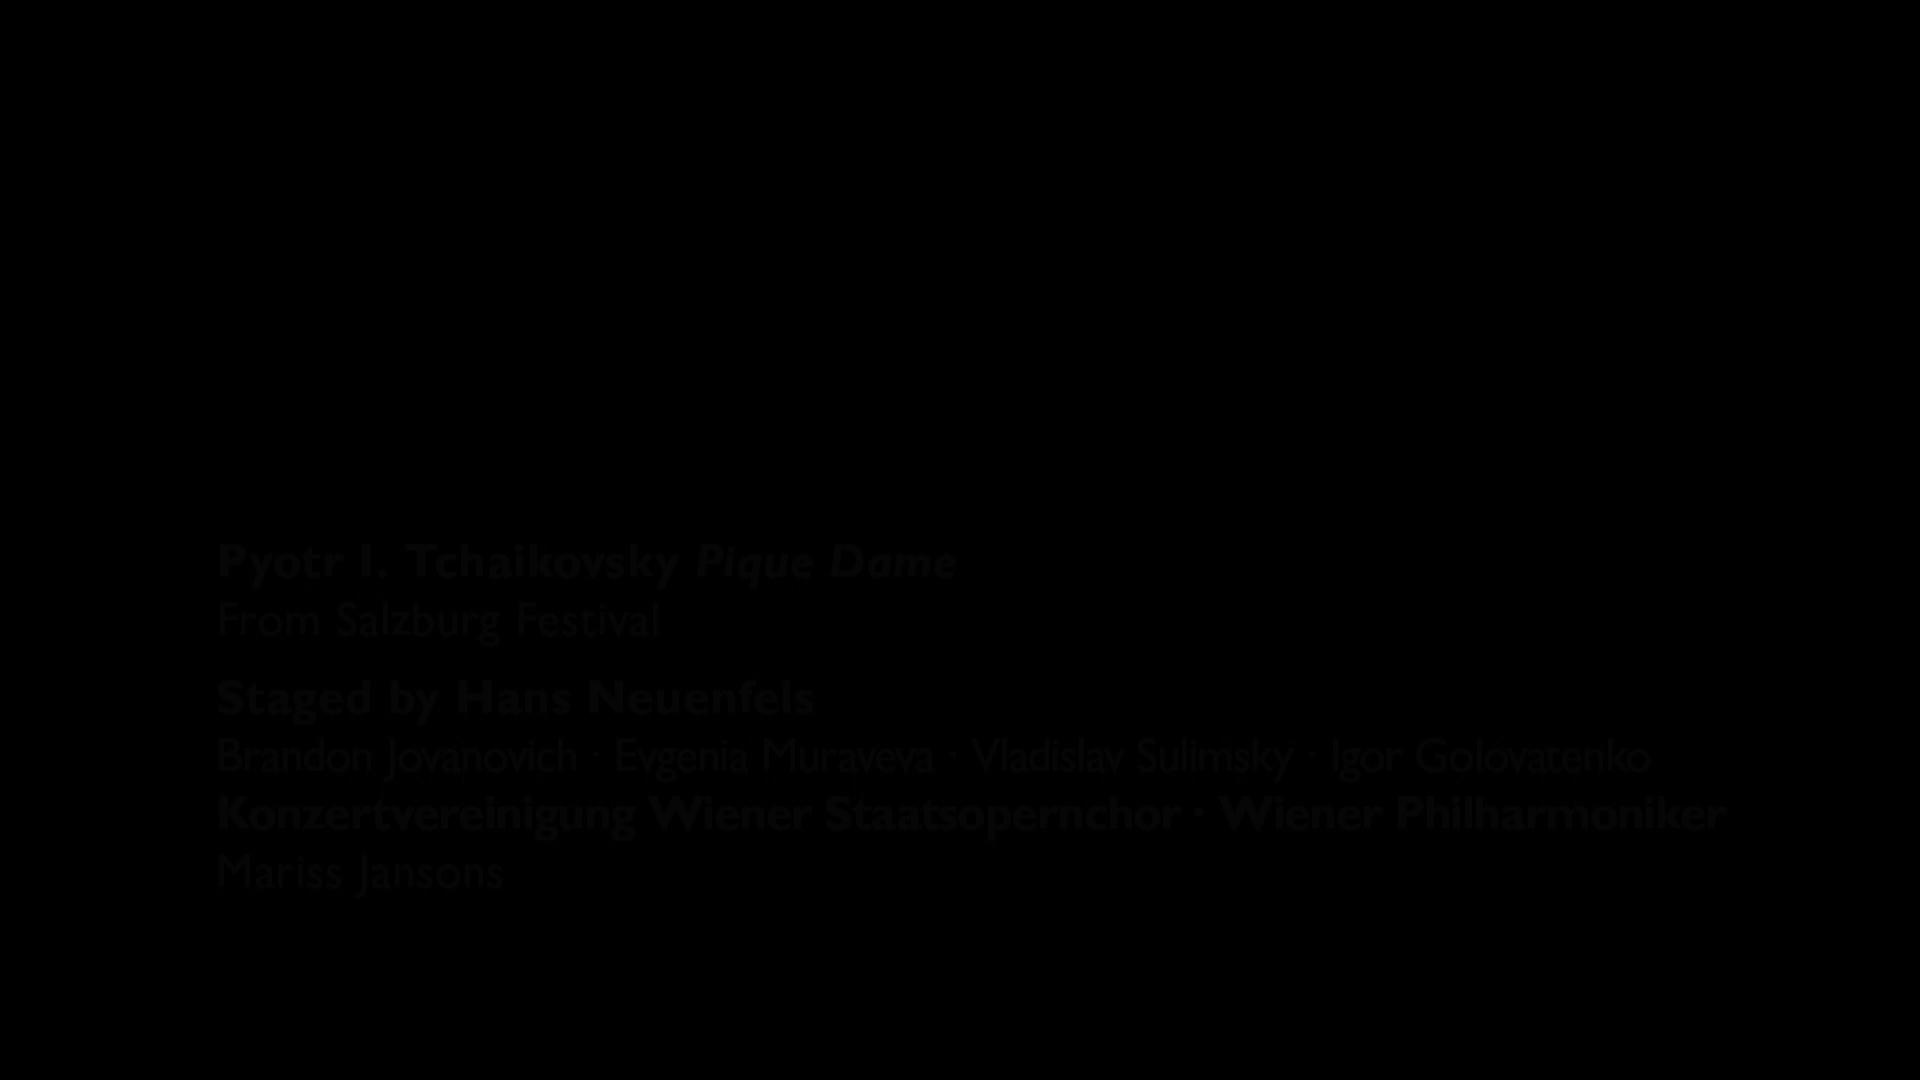 Pyotr I. Tchaikovsky Pique Dame
From Salzburg Festival
Staged by Hans Neuenfels
Brandon Jovanovich · Evgenia Muraveva · Vladislav Sulimsky · Igor Golovatenko
Konzertvereinigung Wiener Staatsopernchor · Wiener Philharmoniker
Mariss Jansons